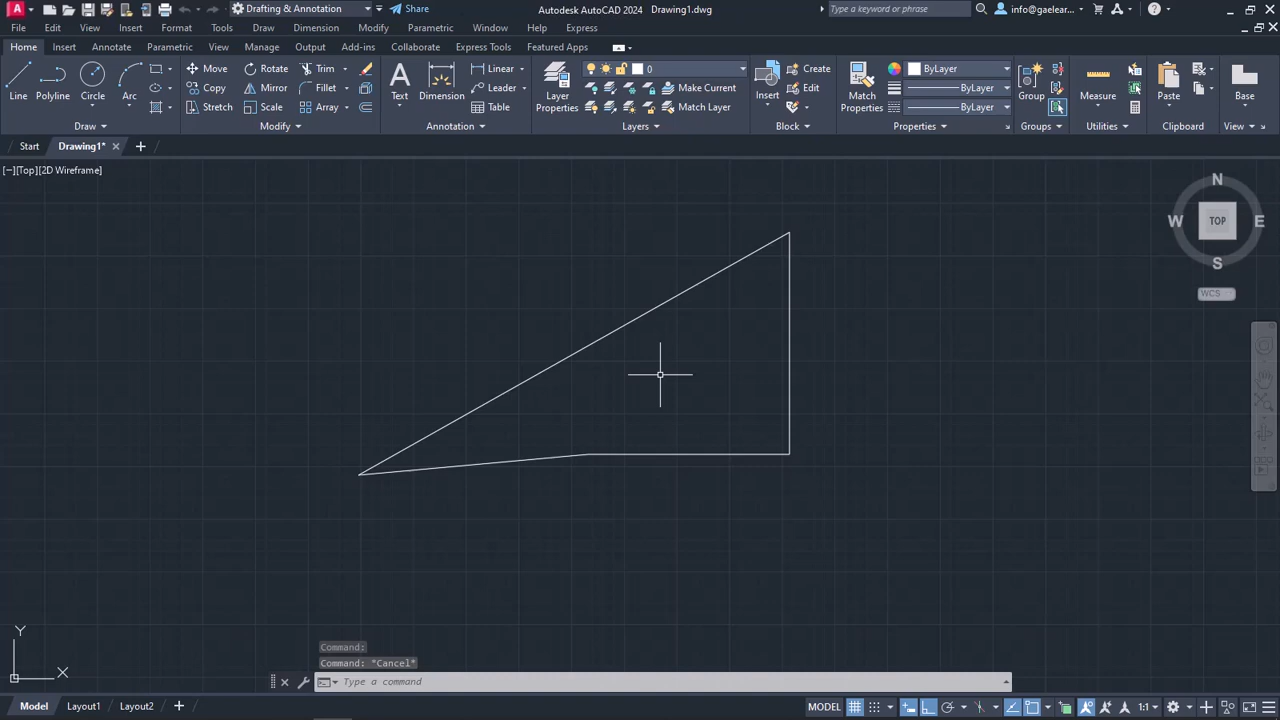 Drafting & Annotation
Share
Autodesk AutoCAD 2024 Drawing1.dwg
Type a keyword or phrase
info@gaelear...
File Edit View Insert Format Tools Draw Dimension Modify Parametric Window Help Express
Home Insert Annotate Parametric View Manage Output Add-ins Collaborate Express Tools Featured Apps
Line Polyline Circle Arc
Draw
Move Rotate Trim
Copy Mirror Fillet
Stretch Scale Array
Modify
Text Dimension
Linear
Leader
Table
Annotation
Layer Properties
0
Make Current
Match Layer
Layers
Insert
Create
Edit
Block
Match Properties
ByLayer
ByLayer
ByLayer
Properties
Group
Groups
Measure
Utilities
Paste
Clipboard
Base
View
Start Drawing1*
[−][Top][2D Wireframe]
N
W TOP E
S
WCS
Y
X
Command:
Command: *Cancel*
Type a command
Model Layout1 Layout2
MODEL
1:1